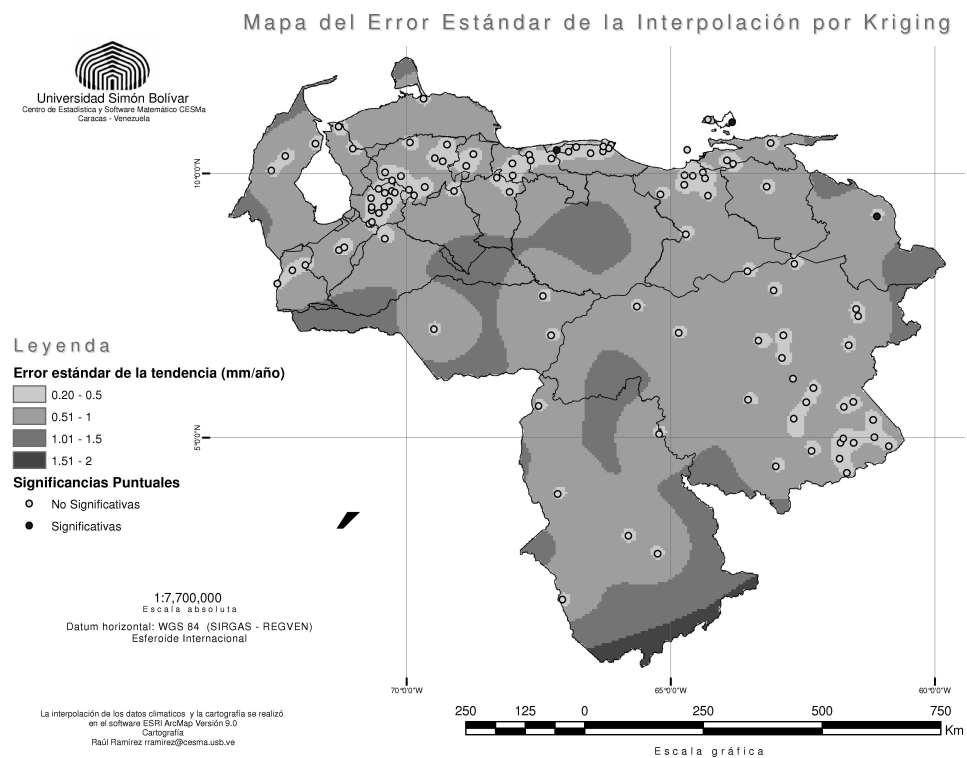 Mapa del Error Estándar de la Interpolación por Kriging
Universidad Simón Bolívar
Centro de Estadística y Software Matemático CESMa
Caracas - Venezuela
10°0'0"N
Leyenda
Error estándar de la tendencia (mm/año)
0.20 - 0.5
0.51 - 1
1.01 - 1.5
1.51 - 2
5°0'0"N
Significancias Puntuales
No Significativas
Significativas
1:7,700,000
Escala absoluta
Datum horizontal: WGS 84 (SIRGAS - REGVEN)
Esferoide Internacional
70°0'0"W
65°0'0"W
60°0'0"W
La interpolación de los datos climaticos y la cartografía se realizó
en el software ESRI ArcMap Versión 9.0
Cartografía
Raúl Ramírez rramirez@cesma.usb.ve
250 125 0 250 500 750
Km
Escala gráfica